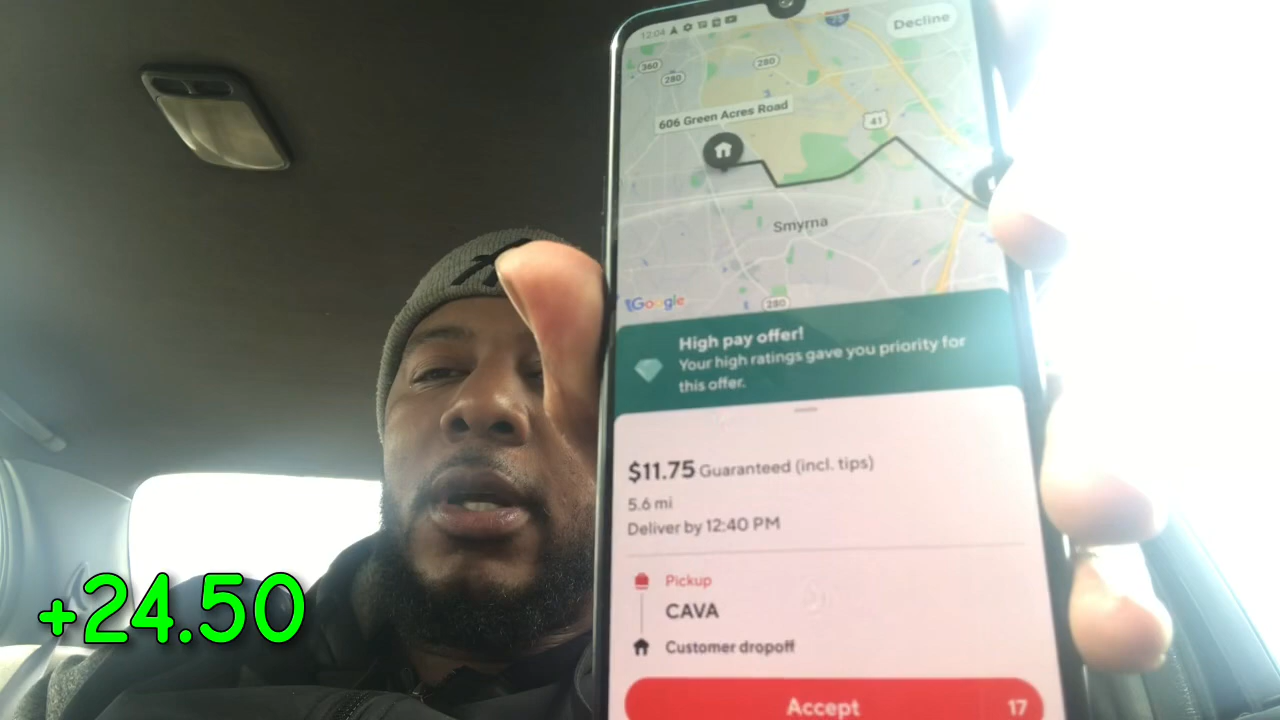 12:04
Decline
75
360
280
280
606 Green Acres Road
41
Smyrna
Google
280
High pay offer!
Your high ratings gave you priority for
this offer.
$11.75 Guaranteed (incl. tips)
5.6 mi
Deliver by 12:40 PM
Pickup
CAVA
Customer dropoff
Accept 17
+24.50